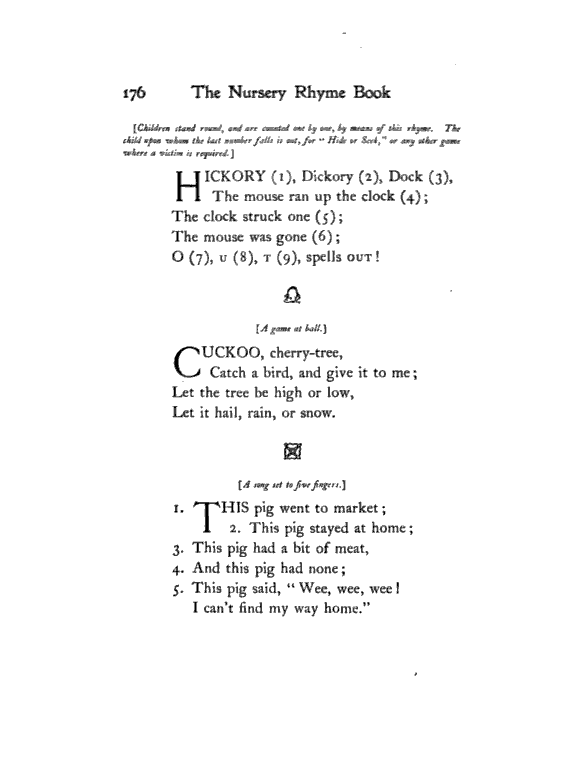 176 The Nursery Rhyme Book
[Children stand round, and are counted one by one, by means of this rhyme. The
child upon whom the last number falls is out, for "Hide or Seek," or any other game
where a victim is required.]
HICKORY (1), Dickory (2), Dock (3),
The mouse ran up the clock (4);
The clock struck one (5);
The mouse was gone (6);
O (7), U (8), T (9), spells OUT!
[A game at ball.]
CUCKOO, cherry-tree,
Catch a bird, and give it to me;
Let the tree be high or low,
Let it hail, rain, or snow.
[A song set to five fingers.]
1. THIS pig went to market;
2. This pig stayed at home;
3. This pig had a bit of meat,
4. And this pig had none;
5. This pig said, "Wee, wee, wee!
I can't find my way home."